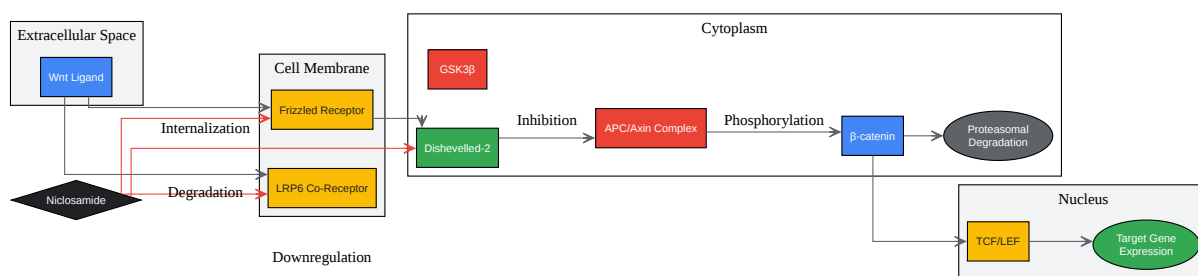 Extracellular Space
Wnt Ligand
Niclosamide
Internalization
Degradation
Cell Membrane
Frizzled Receptor
LRP6 Co-Receptor
Downregulation
Cytoplasm
GSK3β
Dishevelled-2
Inhibition
APC/Axin Complex
Phosphorylation
β-catenin
Proteasomal
Degradation
Nucleus
TCF/LEF
Target Gene
Expression